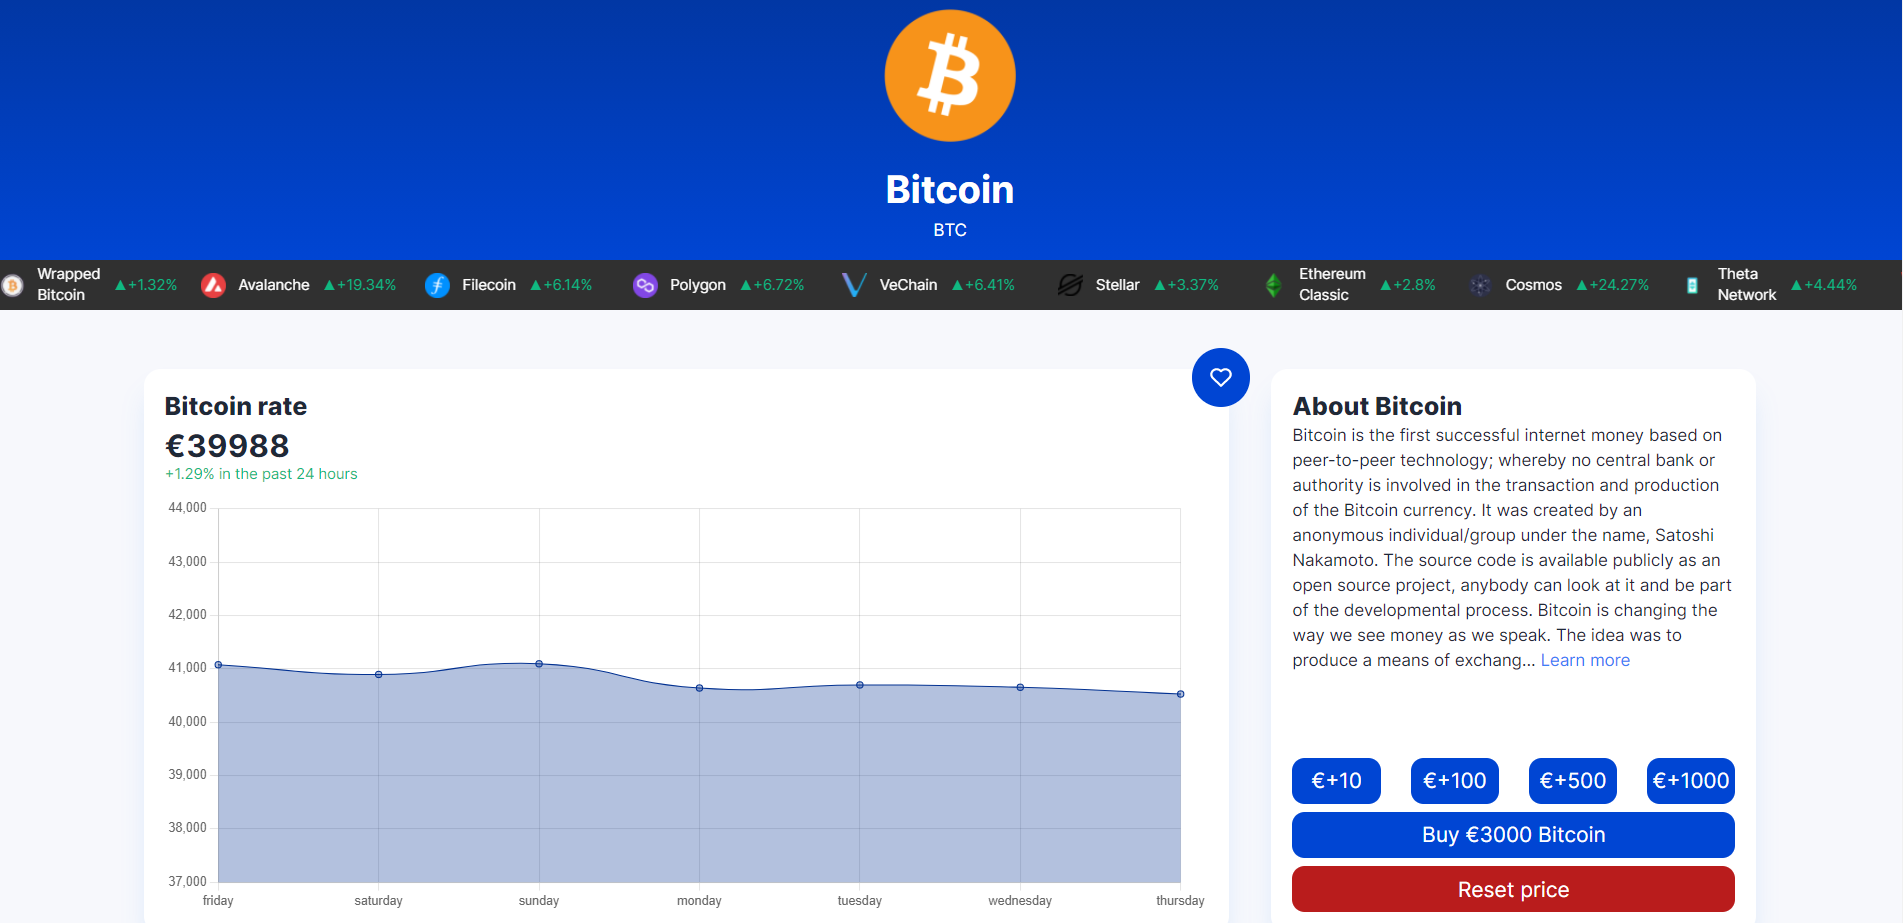 Bitcoin
BTC
Wrapped
Bitcoin
▲+1.32%
Avalanche ▲+19.34%
Filecoin ▲+6.14%
Polygon ▲+6.72%
VeChain ▲+6.41%
Stellar ▲+3.37%
Ethereum
Classic
▲+2.8%
Cosmos ▲+24.27%
Theta
Network
▲+4.44%
Bitcoin rate
€39988
+1.29% in the past 24 hours
44,000
43,000
42,000
41,000
40,000
39,000
38,000
37,000
friday saturday sunday monday tuesday wednesday thursday
About Bitcoin
Bitcoin is the first successful internet money based on
peer-to-peer technology; whereby no central bank or
authority is involved in the transaction and production
of the Bitcoin currency. It was created by an
anonymous individual/group under the name, Satoshi
Nakamoto. The source code is available publicly as an
open source project, anybody can look at it and be part
of the developmental process. Bitcoin is changing the
way we see money as we speak. The idea was to
produce a means of exchang... Learn more
€+10 €+100 €+500 €+1000
Buy €3000 Bitcoin
Reset price